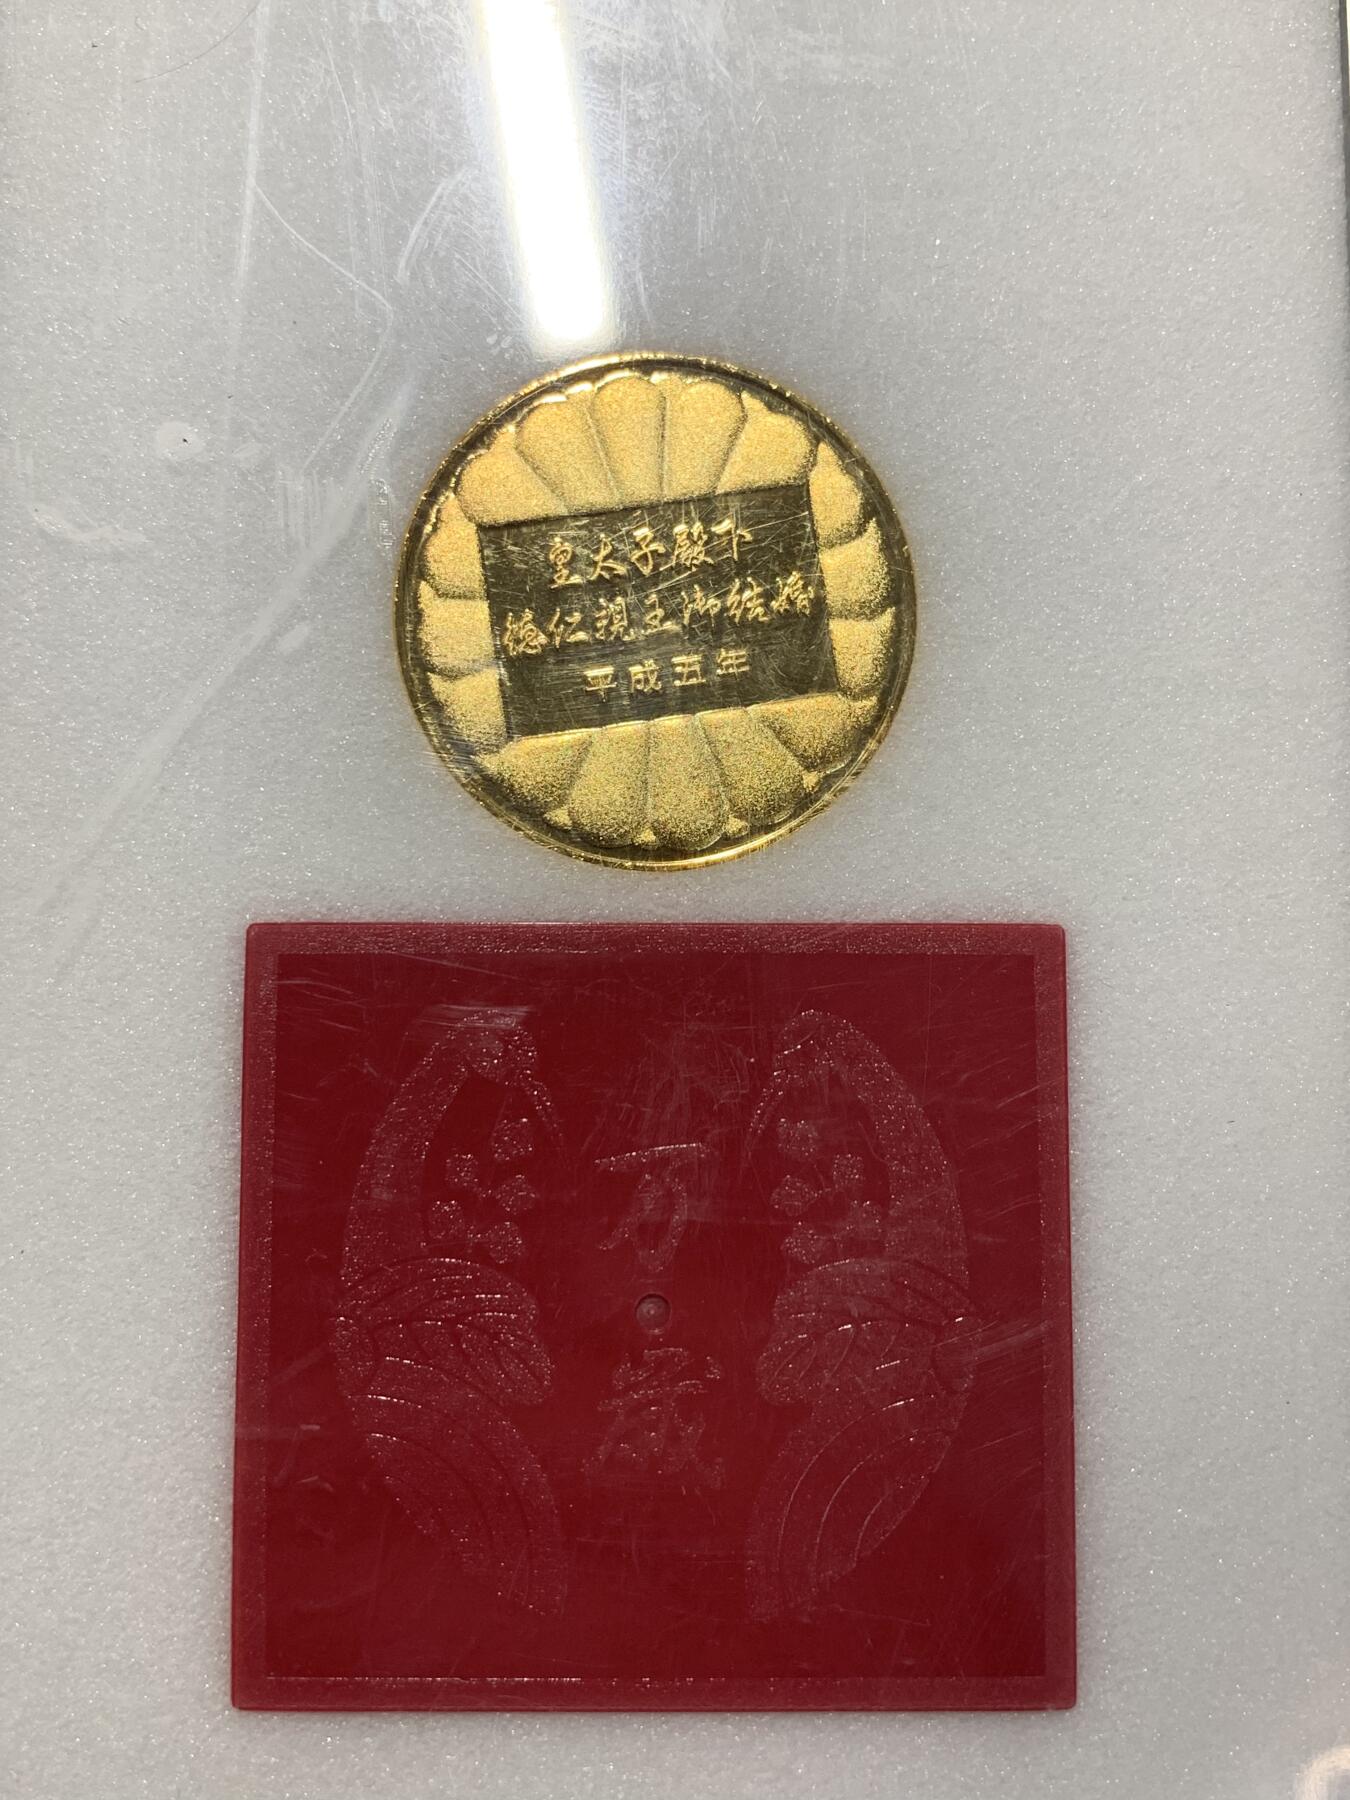 皇太子殿下
徳仁親王御結婚
平成五年
万
歳